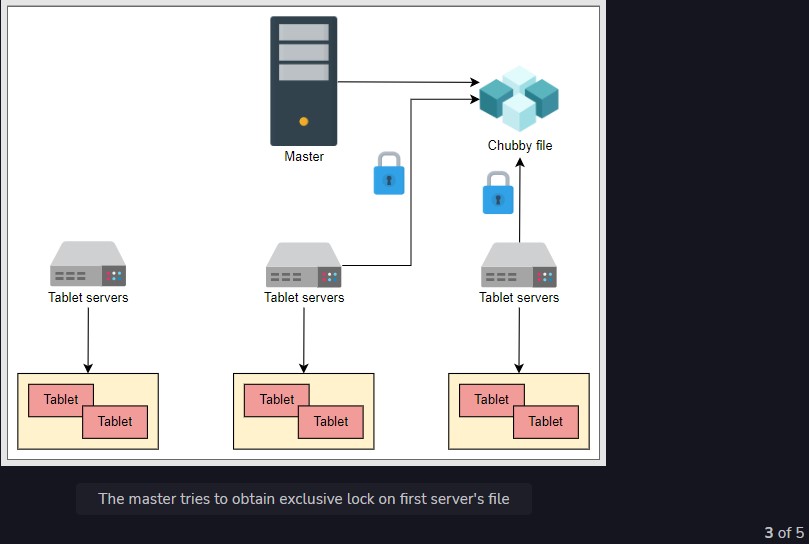 Master
Chubby file
Tablet servers
Tablet servers
Tablet servers
Tablet
Tablet
Tablet
Tablet
Tablet
Tablet
The master tries to obtain exclusive lock on first server's file
3 of 5